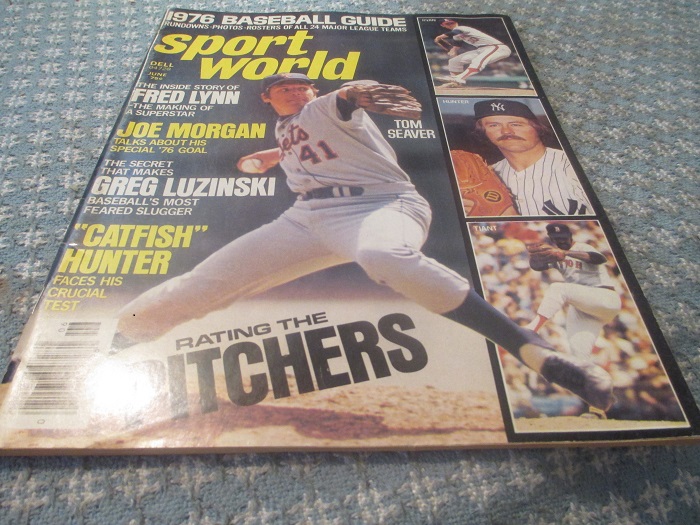 1976 BASEBALL GUIDE
RUNDOWNS·PHOTOS·ROSTERS OF ALL 24 MAJOR LEAGUE TEAMS
sport
world
DELL
JUNE
THE INSIDE STORY OF
FRED LYNN
THE MAKING OF
A SUPERSTAR
JOE MORGAN
TALKS ABOUT HIS
SPECIAL '76 GOAL
THE SECRET
THAT MAKES
GREG LUZINSKI
BASEBALL'S MOST
FEARED SLUGGER
"CATFISH"
HUNTER
FACES HIS
CRUCIAL
TEST
TOM
SEAVER
ets
41
RATING THE
PITCHERS
RYAN
HUNTER
NY
TIANT
B